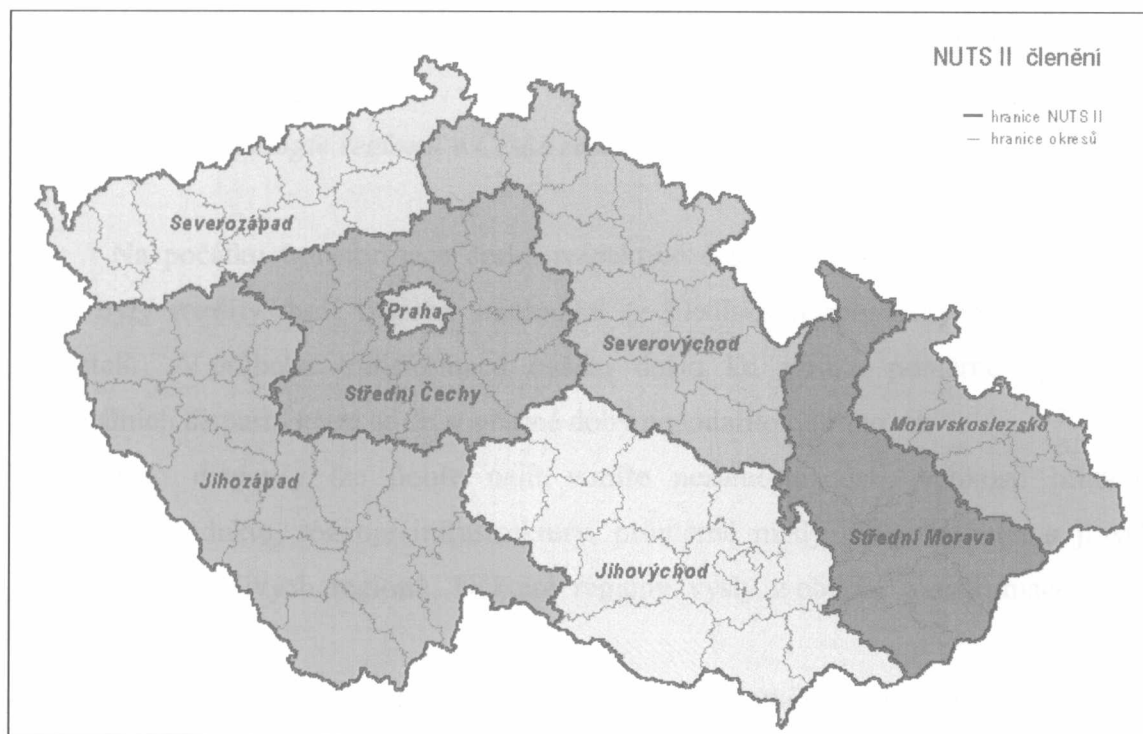 NUTS II členění
hranice NUTS II
hranice okresů
Severozápad
Praha
Severovýchod
Střední Čechy
Moravskoslezsko
Jihozápad
Střední Morava
Jihovýchod